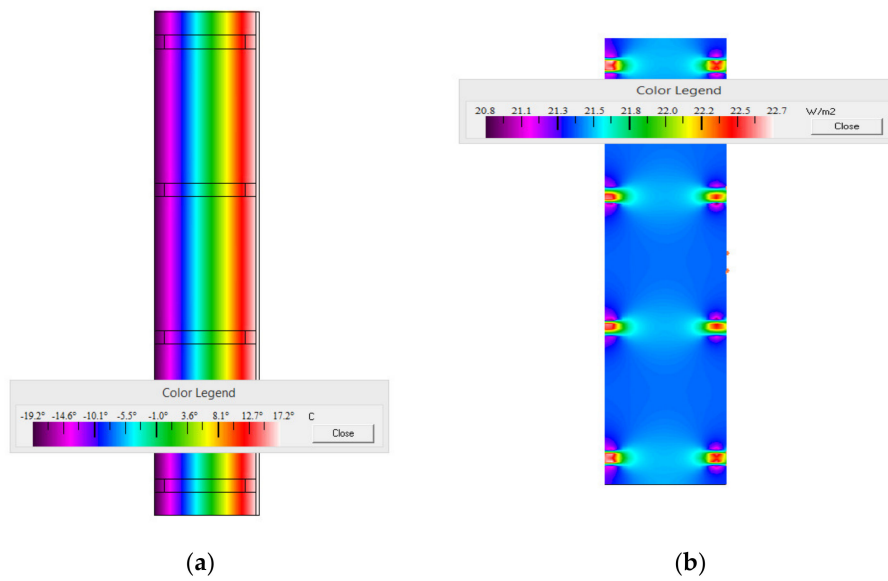 Color Legend
20.8 21.1 21.3 21.5 21.8 22.0 22.2 22.5 22.7 W/m2
Close
Color Legend
-19.2° -14.6° -10.1° -5.5° -1.0° 3.6° 8.1° 12.7° 17.2° C
Close
(a) (b)